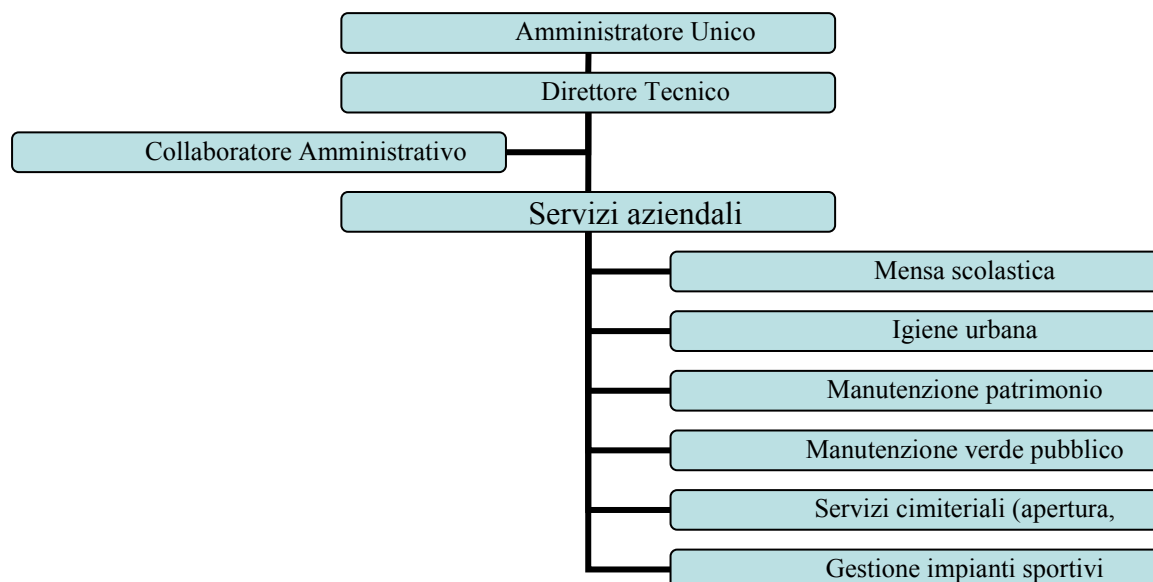 Amministratore Unico
Direttore Tecnico
Collaboratore Amministrativo
Servizi aziendali
Mensa scolastica
Igiene urbana
Manutenzione patrimonio
Manutenzione verde pubblico
Servizi cimiteriali (apertura,
Gestione impianti sportivi